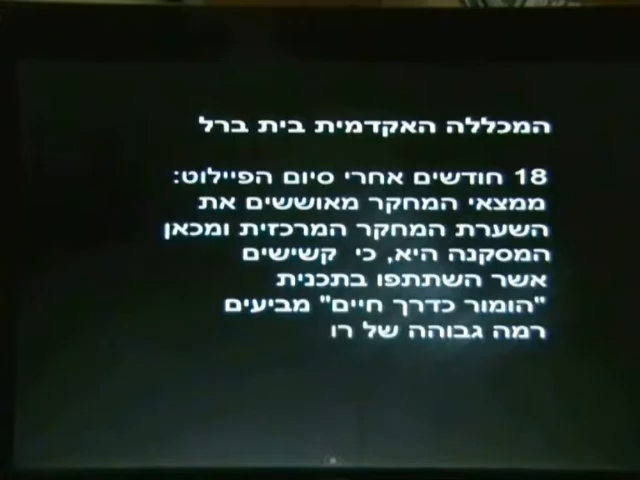 המכללה האקדמית בית ברל
18 חודשים אחרי סיום הפיילוט:
ממצאי המחקר מאוששים את
השערת המחקר המרכזית ומכאן
המסקנה היא, כי קשישים
אשר השתתפו בתכנית
"הומור כדרך חיים" מביעים
רמה גבוהה של רו